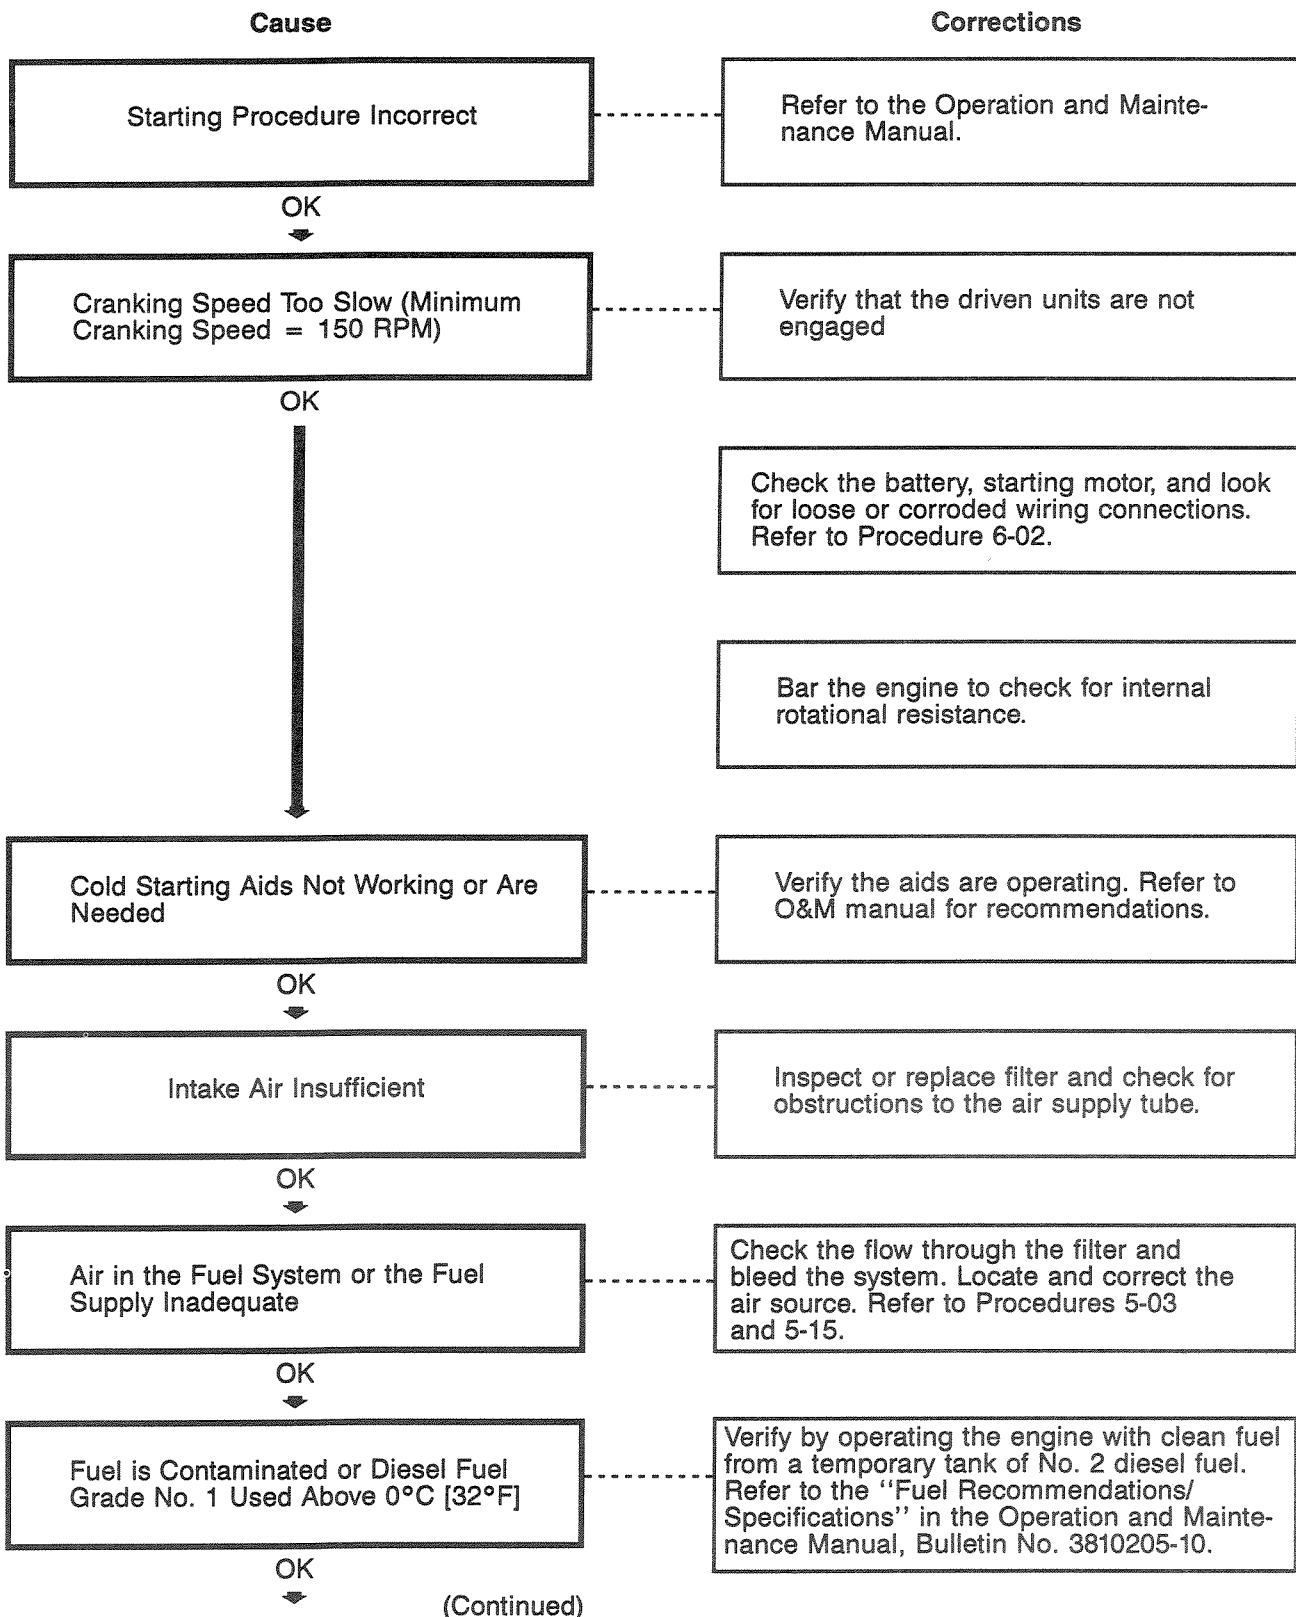 Cause
Corrections
Starting Procedure Incorrect
Refer to the Operation and Mainte-
nance Manual.
OK
Cranking Speed Too Slow (Minimum
Cranking Speed = 150 RPM)
Verify that the driven units are not
engaged
OK
Check the battery, starting motor, and look
for loose or corroded wiring connections.
Refer to Procedure 6-02.
Bar the engine to check for internal
rotational resistance.
Cold Starting Aids Not Working or Are
Needed
Verify the aids are operating. Refer to
O&M manual for recommendations.
OK
Intake Air Insufficient
Inspect or replace filter and check for
obstructions to the air supply tube.
OK
Air in the Fuel System or the Fuel
Supply Inadequate
Check the flow through the filter and
bleed the system. Locate and correct the
air source. Refer to Procedures 5-03
and 5-15.
OK
Fuel is Contaminated or Diesel Fuel
Grade No. 1 Used Above 0°C [32°F]
Verify by operating the engine with clean fuel
from a temporary tank of No. 2 diesel fuel.
Refer to the ‘‘Fuel Recommendations/
Specifications’’ in the Operation and Mainte-
nance Manual, Bulletin No. 3810205-10.
OK
(Continued)